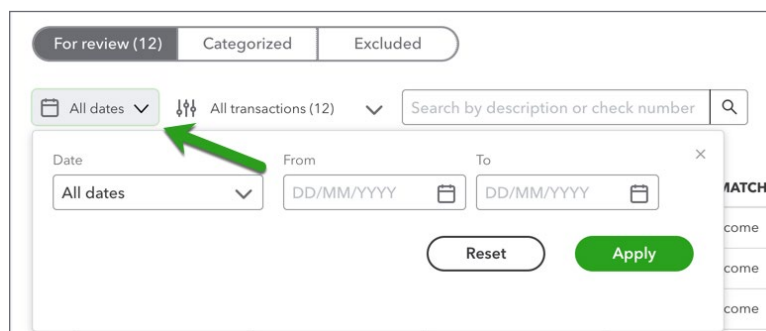 For review (12) Categorized Excluded
All dates All transactions (12) Search by description or check number
Date From To
All dates DD/MM/YYYY DD/MM/YYYY
MATCH
come
Reset Apply
come
come